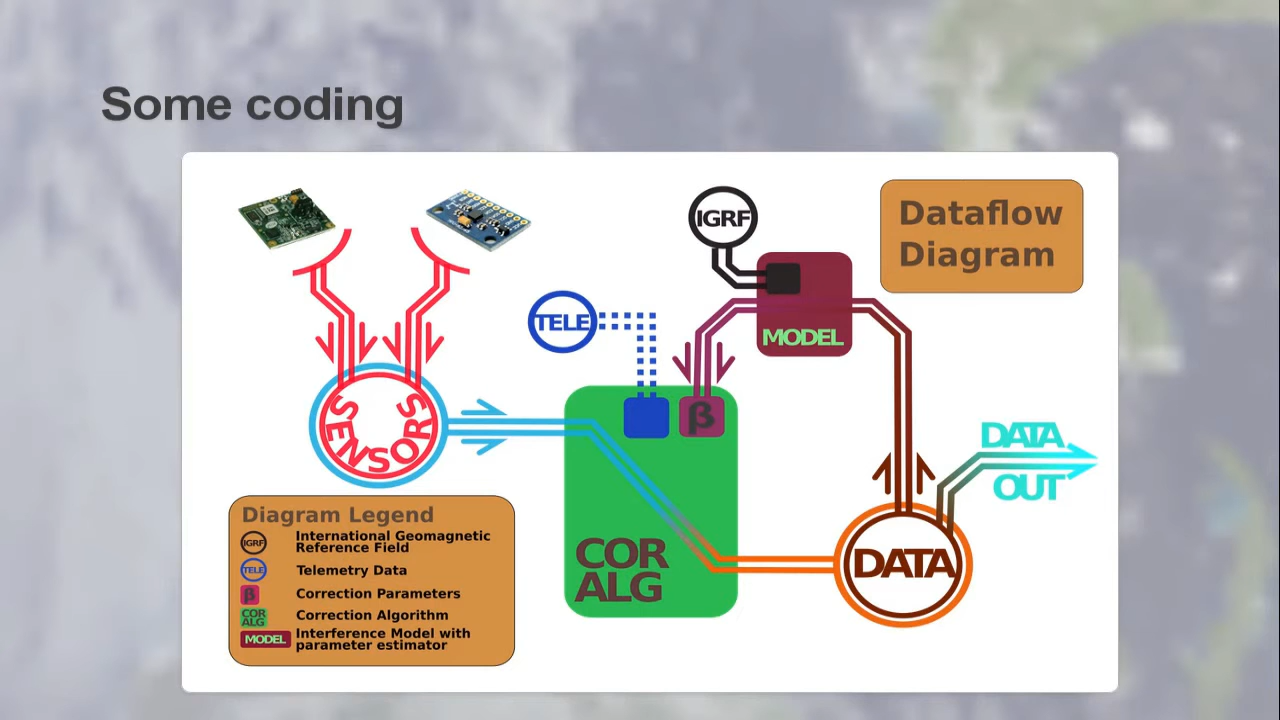 Some coding
IGRF
Dataflow
Diagram
TELE
MODEL
β
SENSORS
DATA
OUT
COR
ALG
DATA
Diagram Legend
IGRF
International Geomagnetic
Reference Field
TELE
Telemetry Data
β
Correction Parameters
COR
ALG
Correction Algorithm
MODEL
Interference Model with
parameter estimator